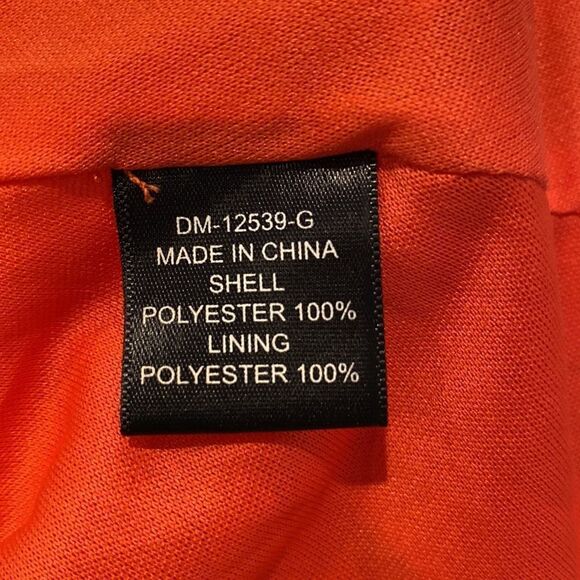 DM-12539-G
MADE IN CHINA
SHELL
POLYESTER 100%
LINING
POLYESTER 100%